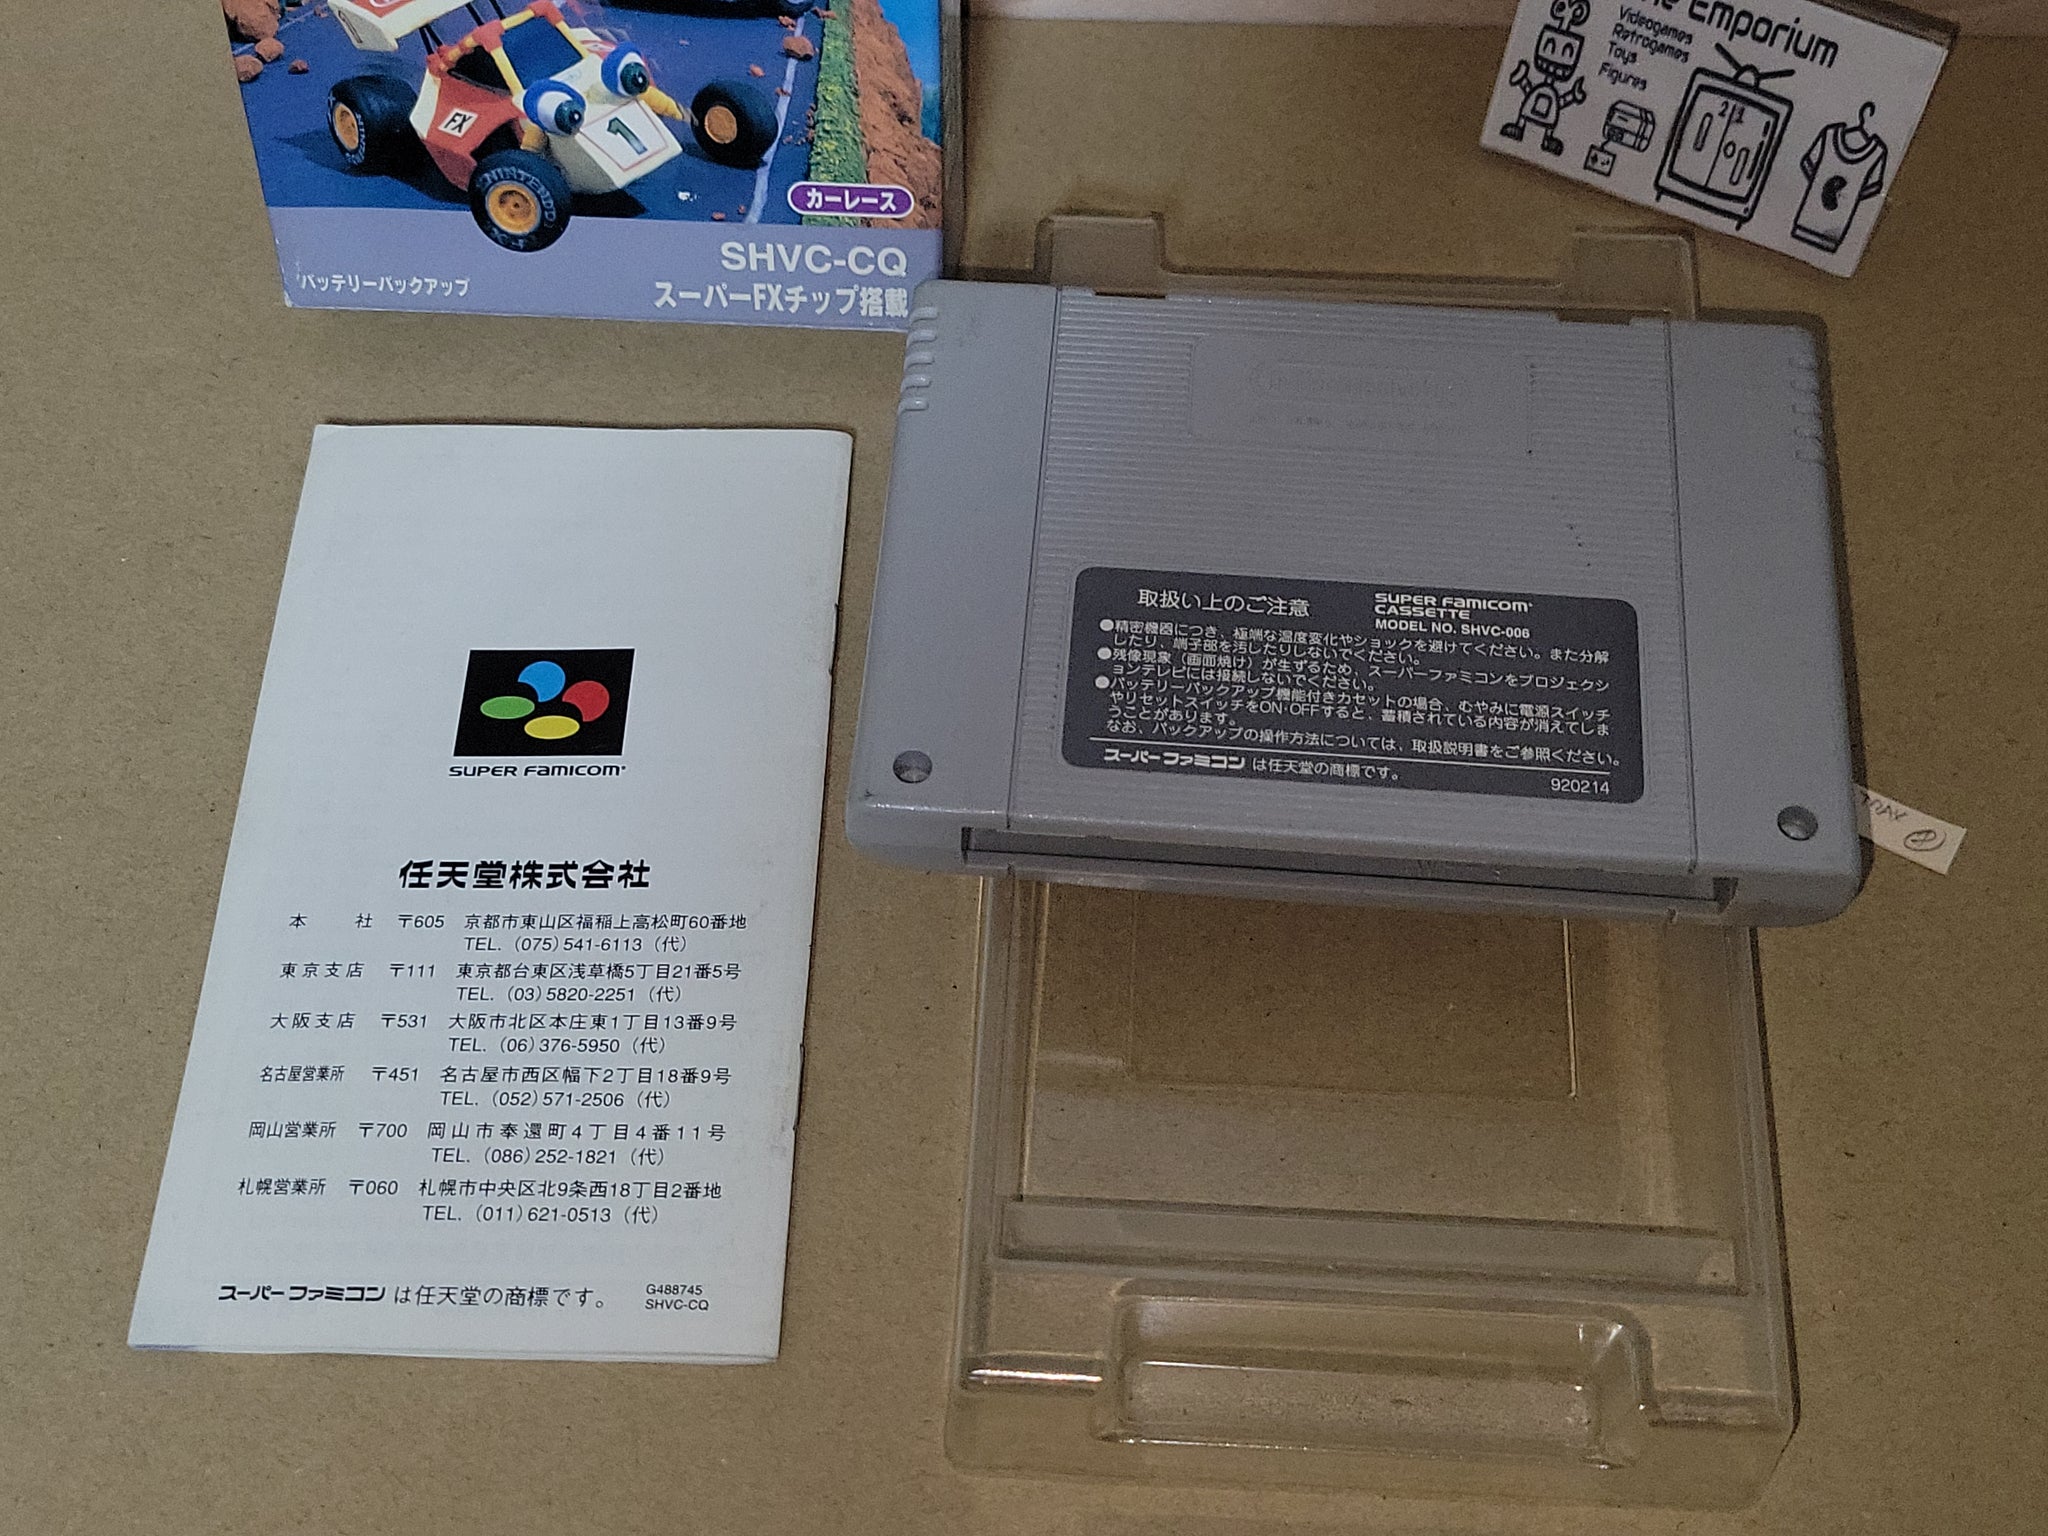 FX
1
NINTENDO
カーレース
SHVC-CQ
バッテリーバックアップ
スーパーFXチップ搭載
Emporium
Videogames
Retrogames
Toys
Figures
2 1
取扱い上のご注意
SUPER FAMICOM
CASSETTE
MODEL NO. SHVC-006
●精密機器につき、極端な温度変化やショックを避けてください。また分解
したり、端子部を汚したりしないでください。
●残像現象(画面焼け)が生ずるため、スーパーファミコンをプロジェクシ
ョンテレビには接続しないでください。
●バッテリーバックアップ機能付きカセットの場合、むやみに電源スイッチ
やリセットスイッチをON・OFFすると、蓄積されている内容が消えてしま
うことがあります。
なお、バックアップの操作方法については、取扱説明書をご参照ください。
スーパーファミコンは任天堂の商標です。
920214
TRAY
SUPER FAMICOM
任天堂株式会社
本 社 〒605 京都市東山区福稲上高松町60番地
TEL. (075)541-6113(代)
東京支店 〒111 東京都台東区浅草橋5丁目21番5号
TEL. (03)5820-2251(代)
大阪支店 〒531 大阪市北区本庄東1丁目13番9号
TEL. (06)376-5950(代)
名古屋営業所 〒451 名古屋市西区幅下2丁目18番9号
TEL. (052)571-2506(代)
岡山営業所 〒700 岡山市奉還町4丁目4番11号
TEL. (086)252-1821(代)
札幌営業所 〒060 札幌市中央区北9条西18丁目2番地
TEL. (011)621-0513(代)
スーパーファミコンは任天堂の商標です。
G488745
SHVC-CQ